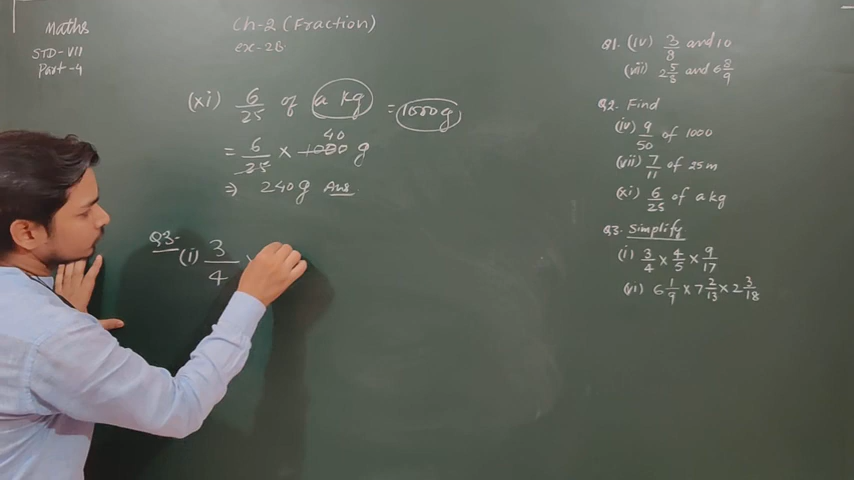 Maths
STD-VII
Part-4
Ch-2 (Fraction)
ex-2B
(xi) 6/25 of a kg = 1000g
= 6/25 × 1000 g 40
⇒ 240g Ans.
Q3- (i) 3/4 ×
Q1. (iv) 3/8 and 10
(vii) 2 5/8 and 6 8/9
Q2. Find
(iv) 9/50 of 1000
(vii) 7/11 of 25m
(xi) 6/25 of a kg
Q3. Simplify
(i) 3/4 × 4/5 × 9/17
(vi) 6 1/9 × 7 2/13 × 2 3/18